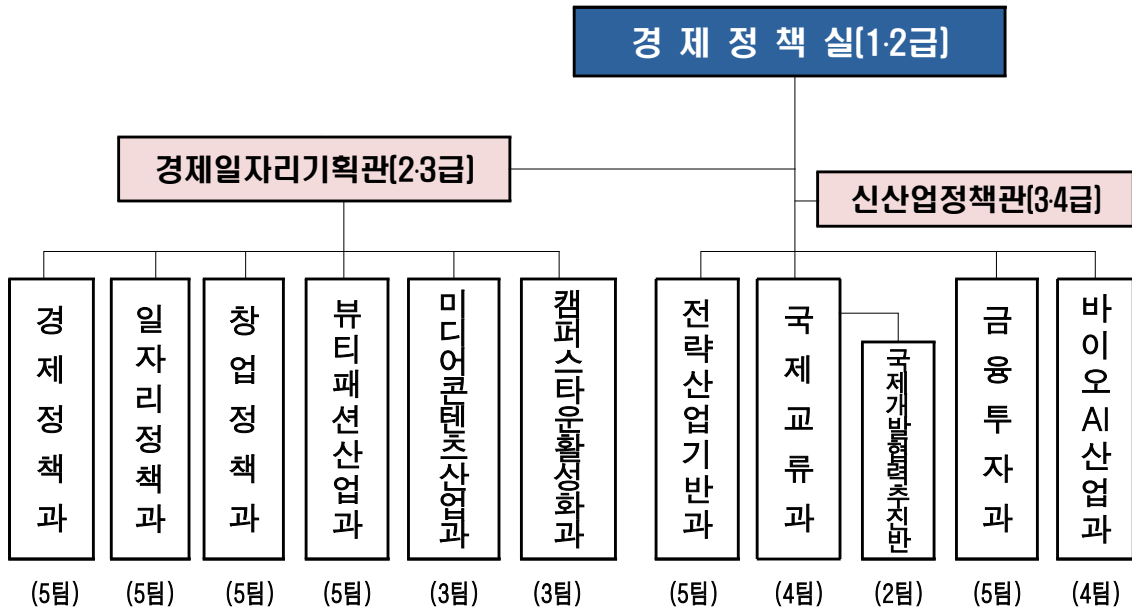 경 제 정 책 실(1·2급)
경제일자리기획관(2·3급)
신산업정책관(3·4급)
경제정책과
일자리정책과
창업정책과
뷰티패션산업과
미디어콘텐츠산업과
캠퍼스타운활성화과
전략산업기반과
국제교류과
국제개발협력추진반
금융투자과
바이오AI산업과
(5팀)
(5팀)
(5팀)
(5팀)
(3팀)
(3팀)
(5팀)
(4팀)
(2팀)
(5팀)
(4팀)